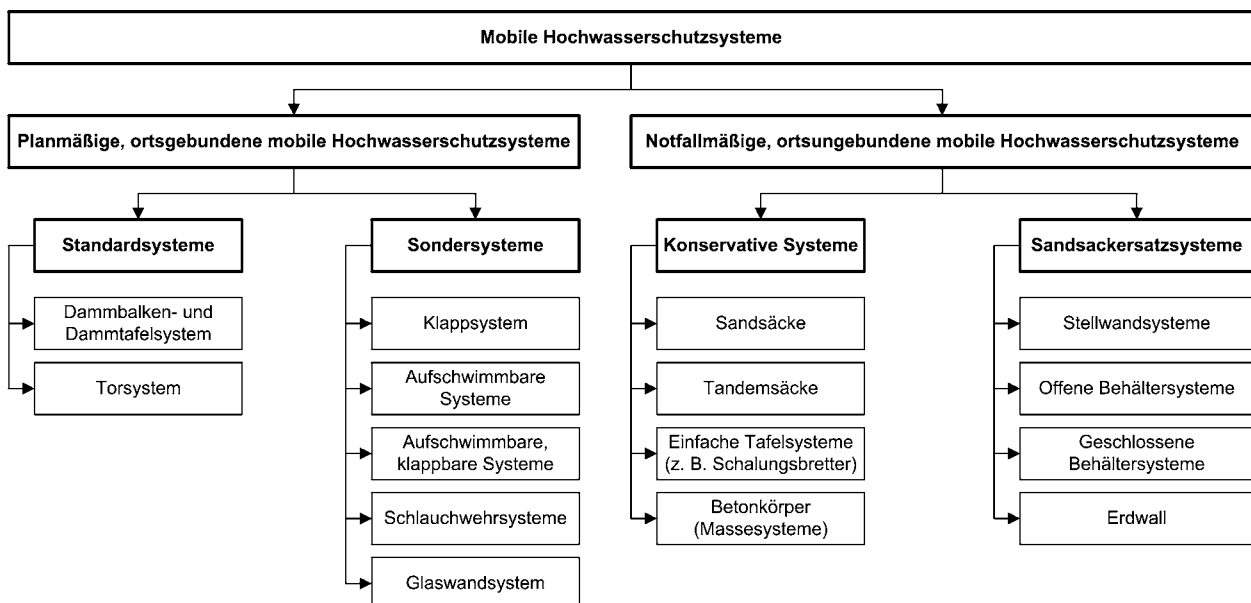 Mobile Hochwasserschutzsysteme
Planmäßige, ortsgebundene mobile Hochwasserschutzsysteme
Notfallmäßige, ortsungebundene mobile Hochwasserschutzsysteme
Standardsysteme
Dammbalken- und
Dammtafelsystem
Torsystem
Sondersysteme
Klappsystem
Aufschwimmbare
Systeme
Aufschwimmbare,
klappbare Systeme
Schlauchwehrsysteme
Glaswandsystem
Konservative Systeme
Sandsäcke
Tandemsäcke
Einfache Tafelsysteme
(z. B. Schalungsbretter)
Betonkörper
(Massesysteme)
Sandsackersatzsysteme
Stellwandsysteme
Offene Behältersysteme
Geschlossene
Behältersysteme
Erdwall